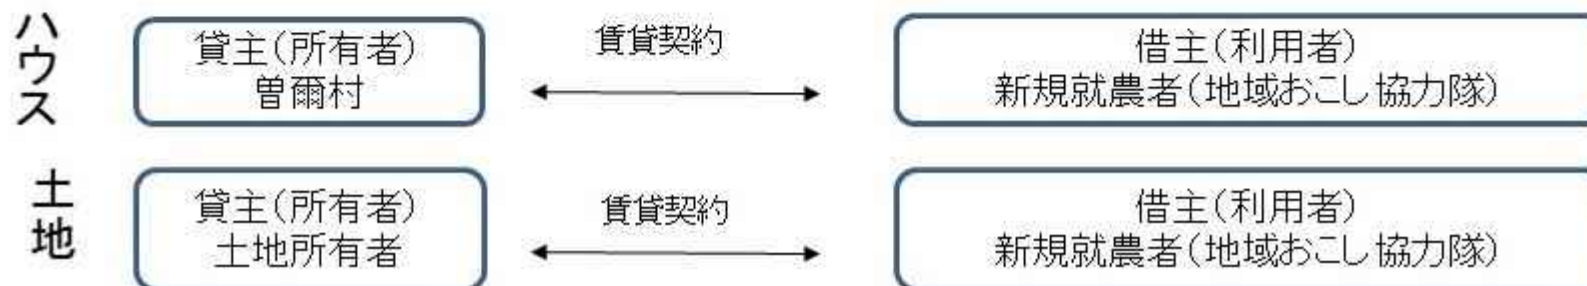 ハウス
貸主(所有者)
曽爾村
賃貸契約
借主(利用者)
新規就農者(地域おこし協力隊)
土地
貸主(所有者)
土地所有者
賃貸契約
借主(利用者)
新規就農者(地域おこし協力隊)